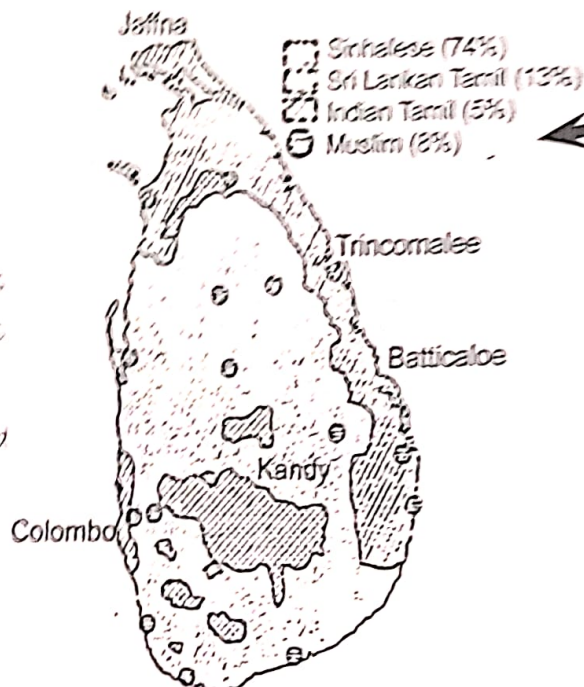 Jaffna
Sinhalese (74%)
Sri Lankan Tamil (13%)
Indian Tamil (5%)
Muslim (8%)
Trincomalee
Batticaloe
Kandy
Colombo